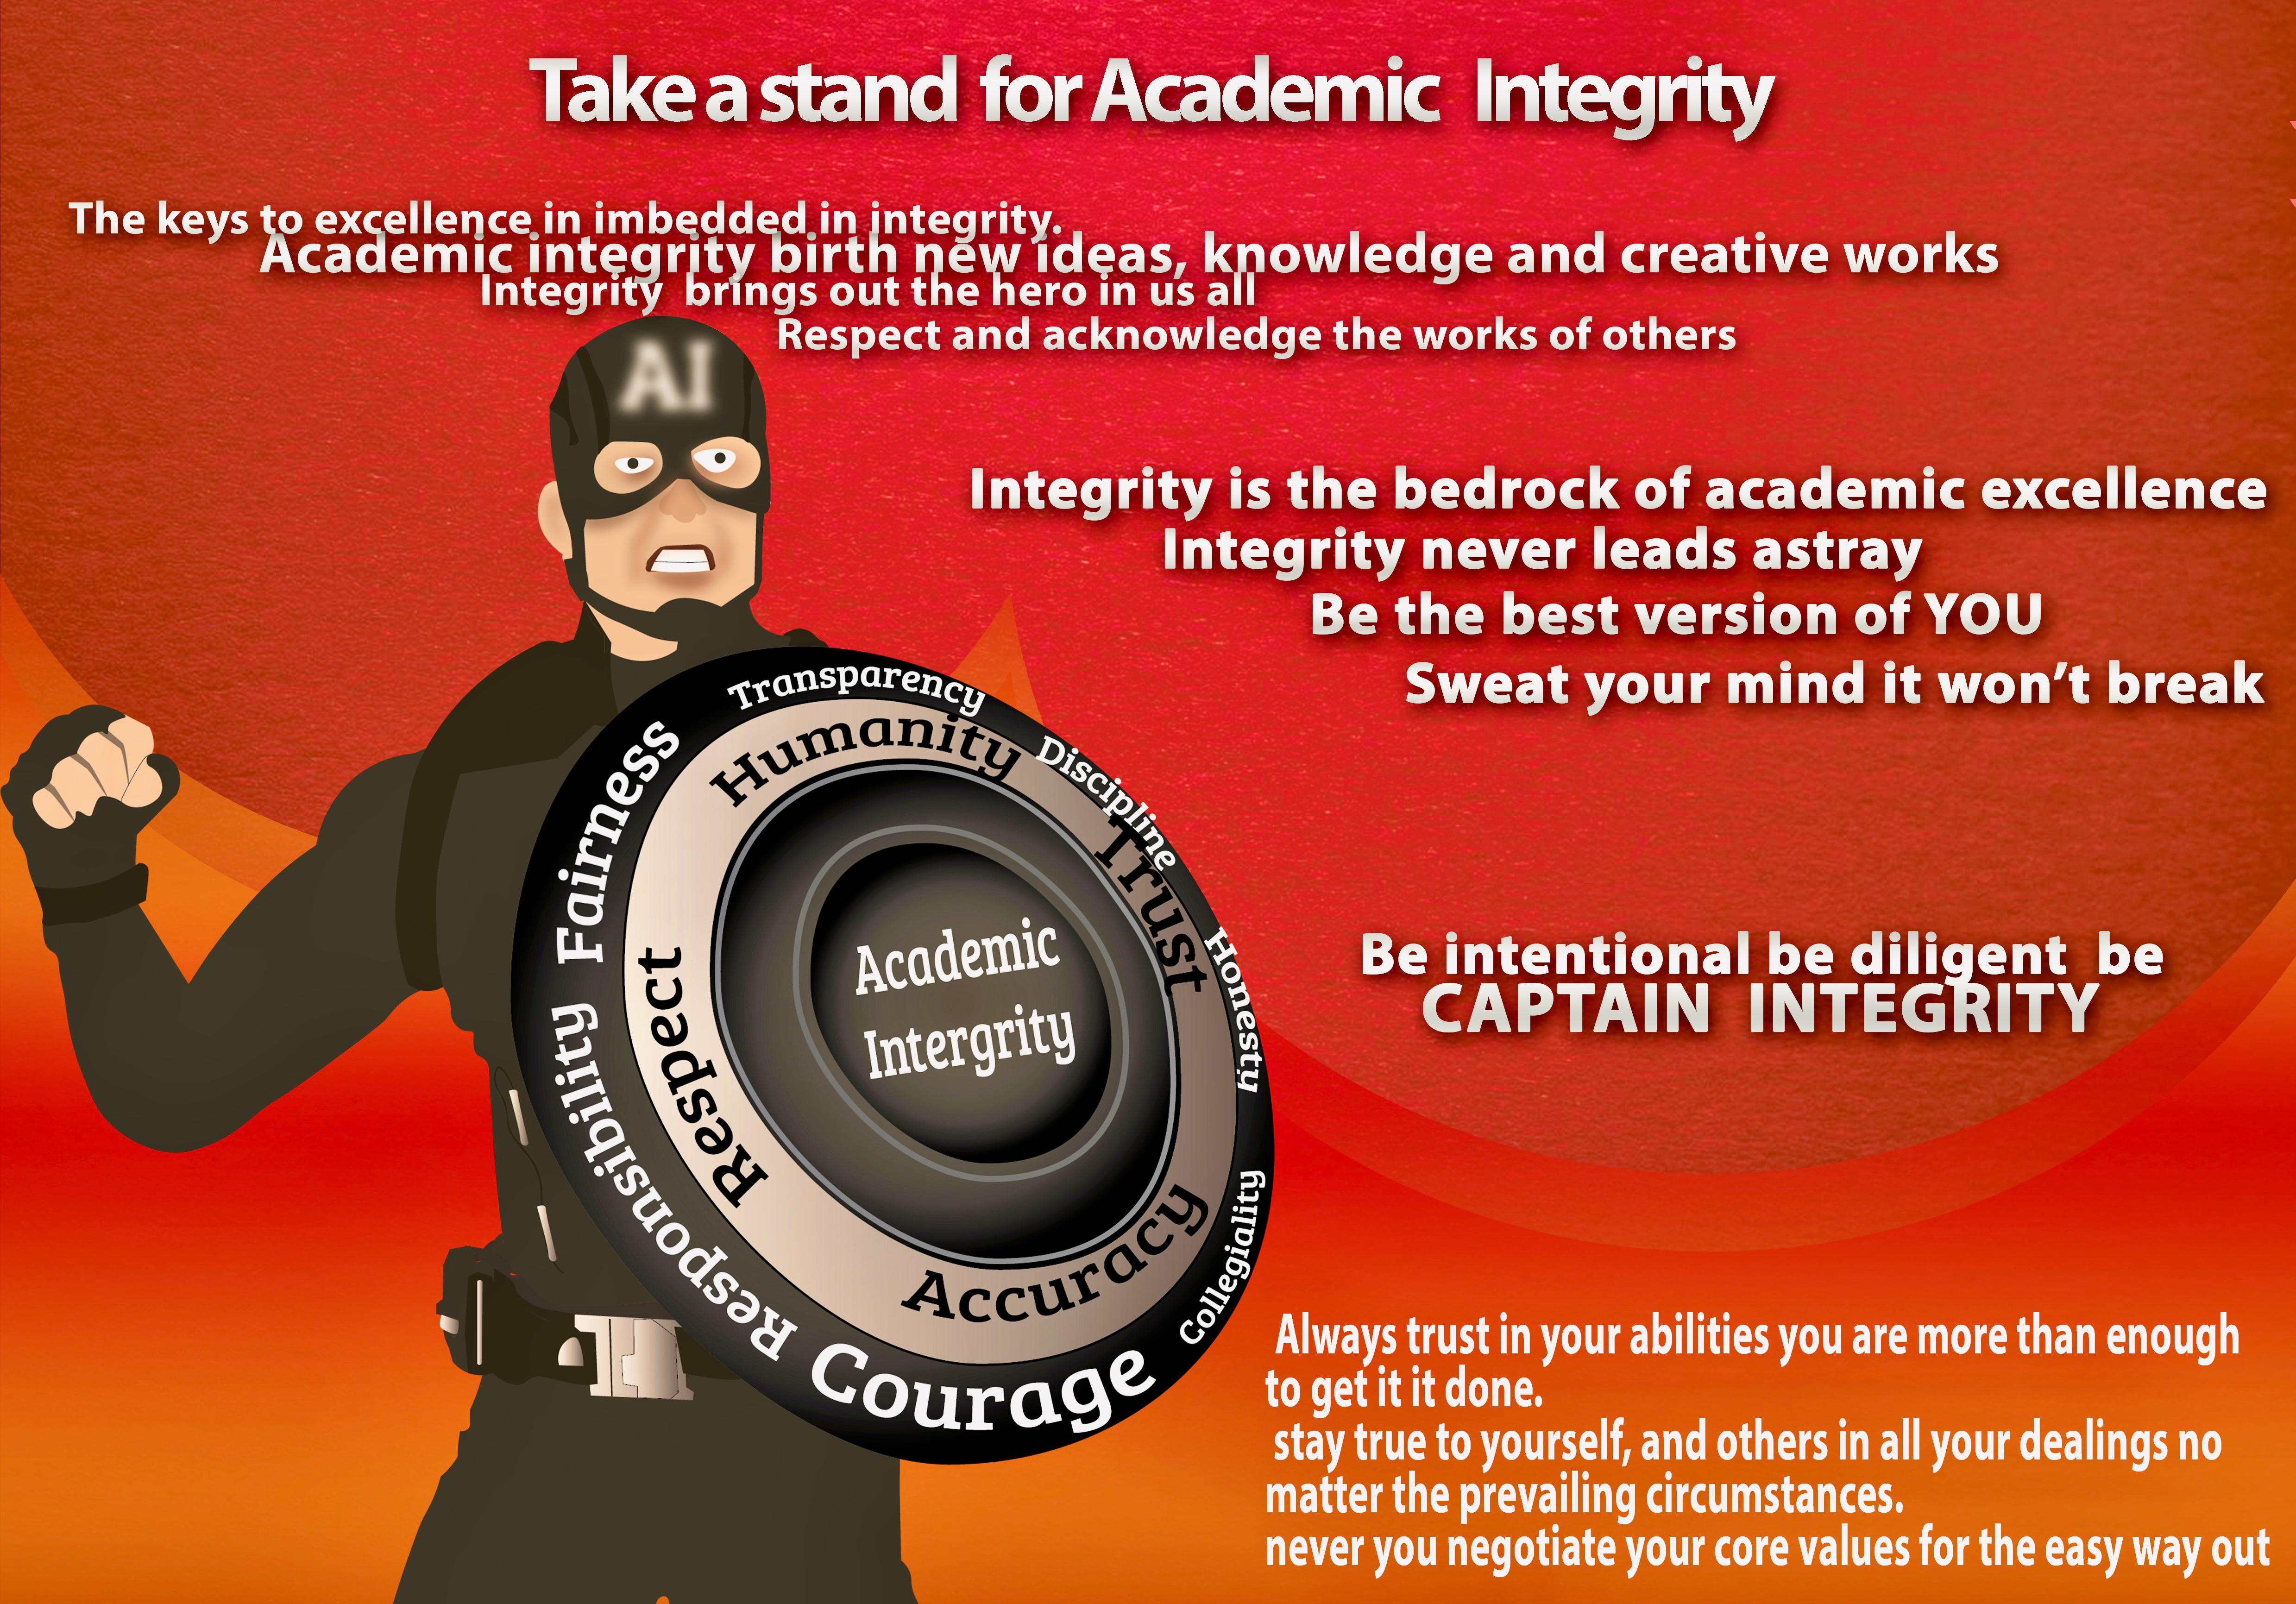 Take a stand for Academic Integrity
The keys to excellence in imbedded in integrity.
Academic integrity birth new ideas, knowledge and creative works
Integrity brings out the hero in us all
Respect and acknowledge the works of others
AI
Integrity is the bedrock of academic excellence
Integrity never leads astray
Be the best version of YOU
Sweat your mind it won't break
Transparency
Fairness
Humanity
Discipline
Trust
Honesty
Academic
Intergrity
Respect
Responsibility
Accuracy
Collegiality
Courage
Be intentional be diligent be
CAPTAIN INTEGRITY
Always trust in your abilities you are more than enough
to get it it done.
stay true to yourself, and others in all your dealings no
matter the prevailing circumstances.
never you negotiate your core values for the easy way out